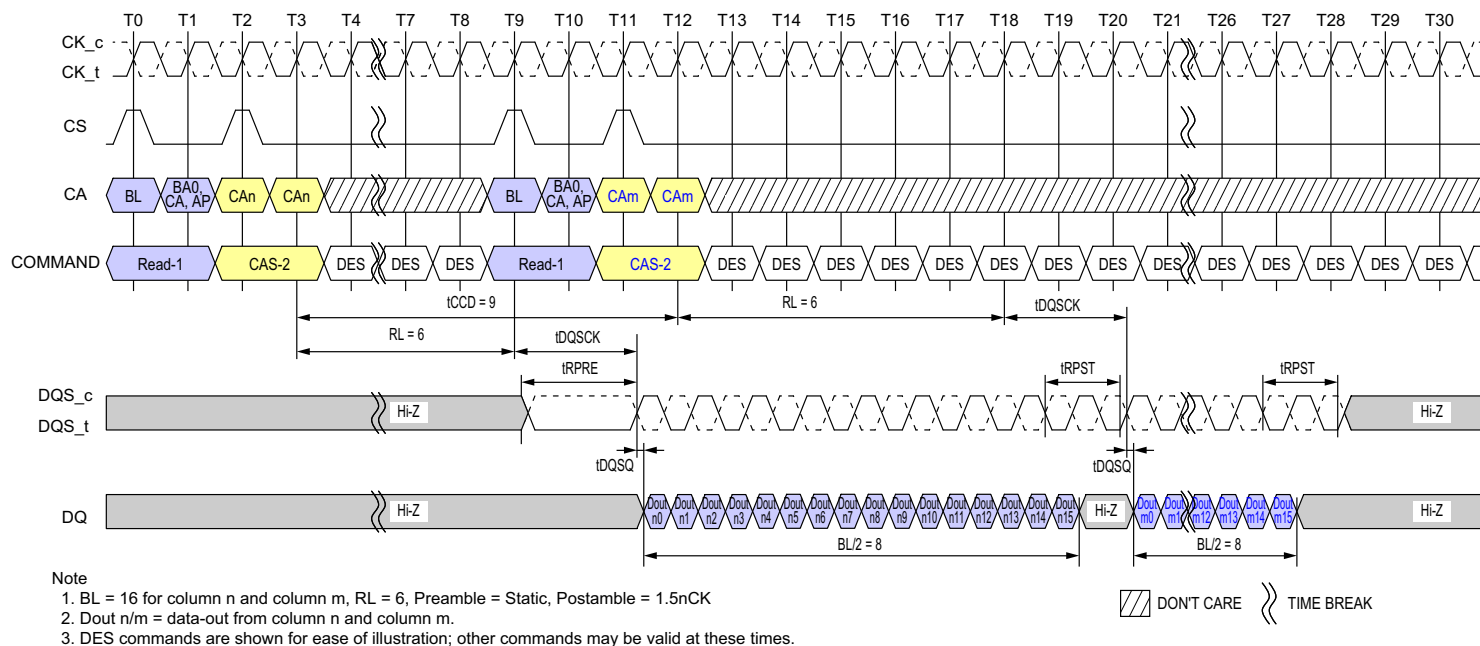 T0 T1 T2 T3 T4 T7 T8 T9 T10 T11 T12 T13 T14 T15 T16 T17 T18 T19 T20 T21 T26 T27 T28 T29 T30
CK_c
CK_t
CS
CA BL BA0, CA, AP CAn CAn BL BA0, CA, AP CAm CAm
COMMAND Read-1 CAS-2 DES DES DES Read-1 CAS-2 DES DES DES DES DES DES DES DES DES DES DES DES DES DES
tCCD = 9 RL = 6 tDQSCK
RL = 6 tDQSCK
tRPRE tRPST tRPST
DQS_c
DQS_t
Hi-Z Hi-Z
tDQSQ tDQSQ
DQ Hi-Z Dout n0 Dout n1 Dout n2 Dout n3 Dout n4 Dout n5 Dout n6 Dout n7 Dout n8 Dout n9 Dout n10 Dout n11 Dout n12 Dout n13 Dout n14 Dout n15 Hi-Z Dout m0 Dout m1 Dout m12 Dout m13 Dout m14 Dout m15 Hi-Z
BL/2 = 8 BL/2 = 8
Note
1. BL = 16 for column n and column m, RL = 6, Preamble = Static, Postamble = 1.5nCK
2. Dout n/m = data-out from column n and column m.
3. DES commands are shown for ease of illustration; other commands may be valid at these times.
DON'T CARE TIME BREAK